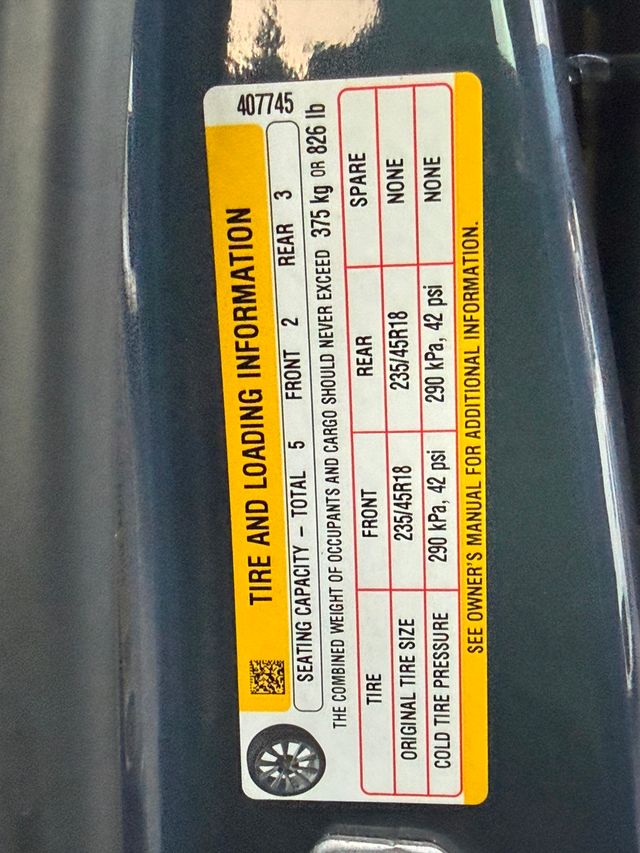 407745
TIRE AND LOADING INFORMATION
SEATING CAPACITY – TOTAL 5 FRONT 2 REAR 3
THE COMBINED WEIGHT OF OCCUPANTS AND CARGO SHOULD NEVER EXCEED 375 kg OR 826 lb
TIRE FRONT REAR SPARE
ORIGINAL TIRE SIZE 235/45R18 235/45R18 NONE
COLD TIRE PRESSURE 290 kPa, 42 psi 290 kPa, 42 psi NONE
SEE OWNER'S MANUAL FOR ADDITIONAL INFORMATION.